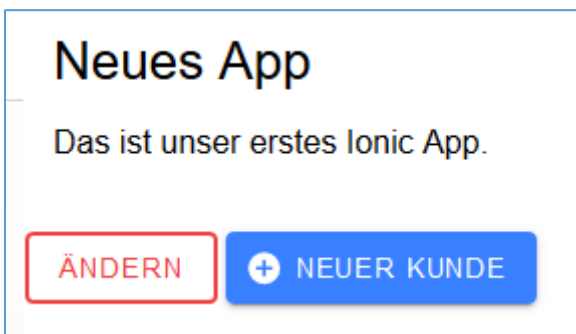 Neues App
Das ist unser erstes Ionic App.
ÄNDERN NEUER KUNDE